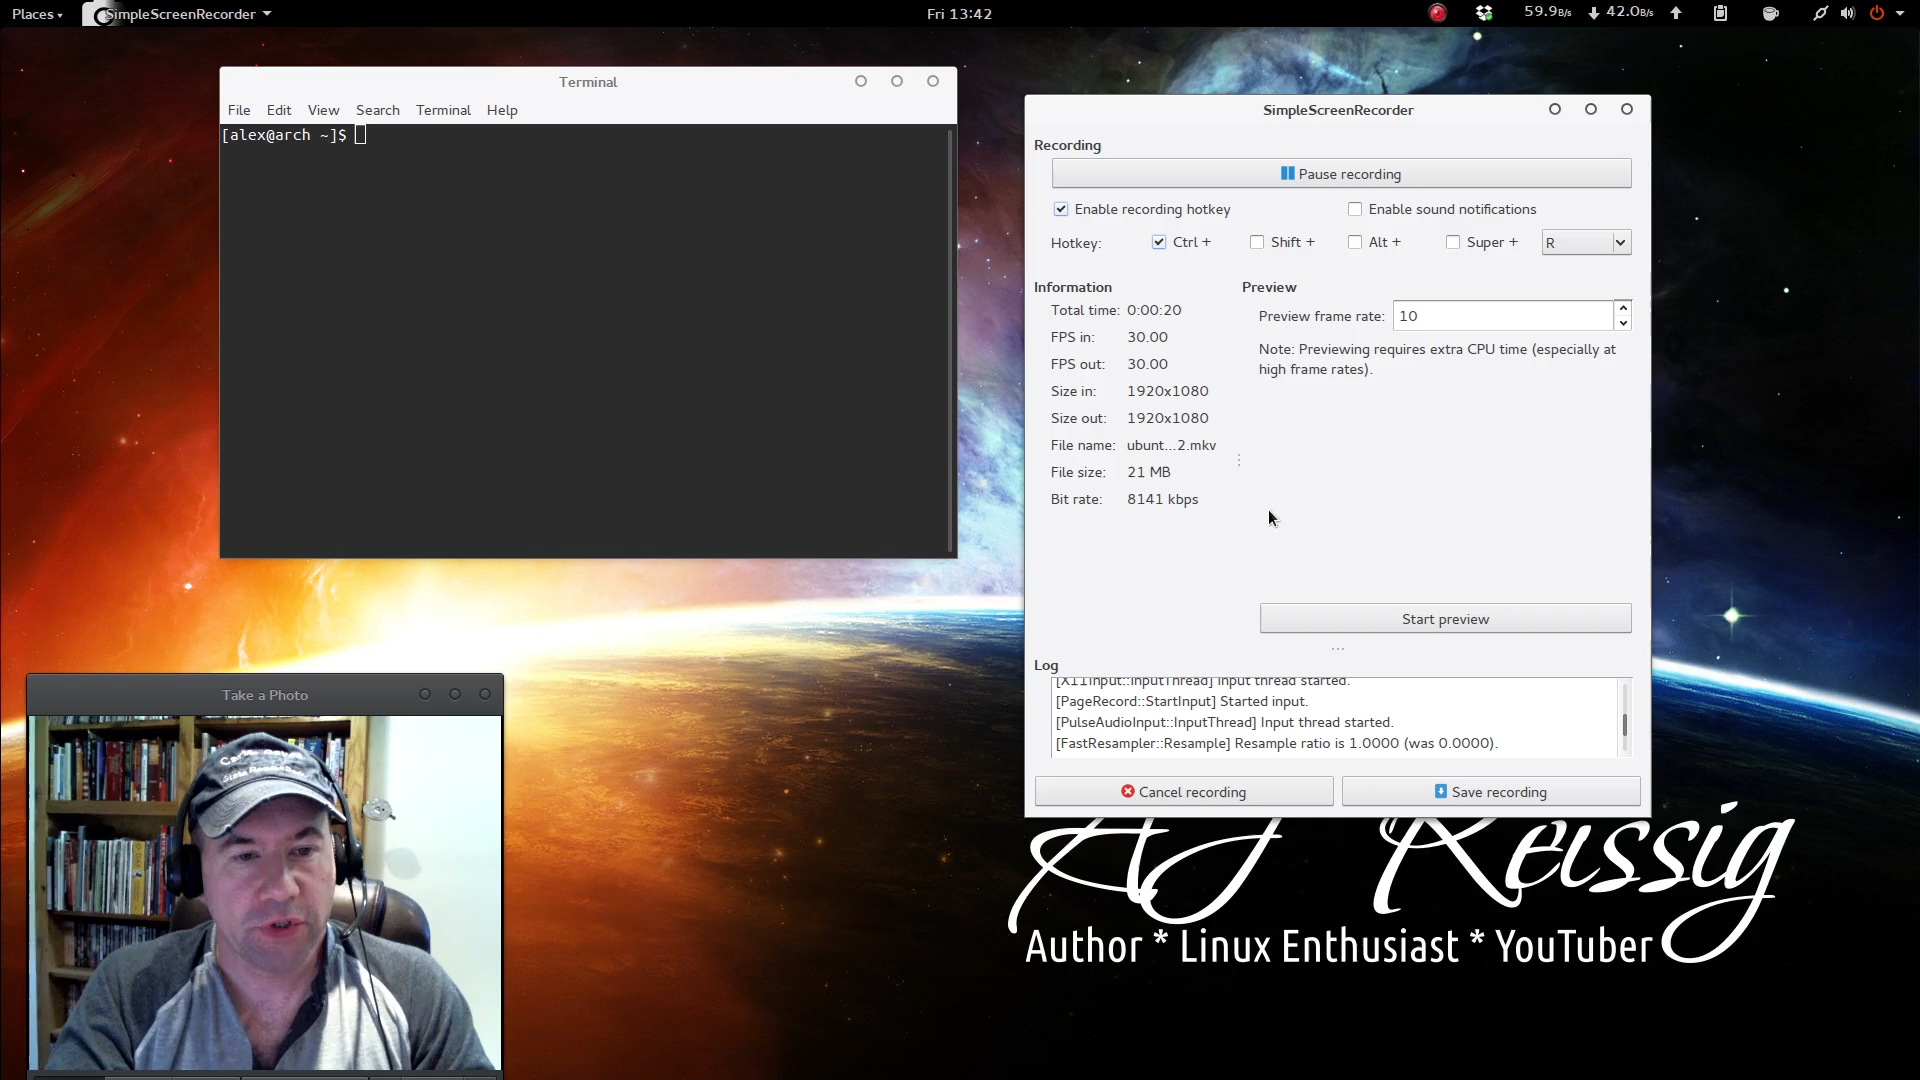 Places
SimpleScreenRecorder
Fri 13:42
59.9B/s
42.0B/s
Terminal
File Edit View Search Terminal Help
[alex@arch ~]$
SimpleScreenRecorder
Recording
Pause recording
Enable recording hotkey
Enable sound notifications
Hotkey: Ctrl + Shift + Alt + Super + R
Information
Total time: 0:00:20
FPS in: 30.00
FPS out: 30.00
Size in: 1920x1080
Size out: 1920x1080
File name: ubunt...2.mkv
File size: 21 MB
Bit rate: 8141 kbps
Preview
Preview frame rate: 10
Note: Previewing requires extra CPU time (especially at
high frame rates).
Start preview
Log
[X11Input::InputThread] Input thread started.
[PageRecord::StartInput] Started input.
[PulseAudioInput::InputThread] Input thread started.
[FastResampler::Resample] Resample ratio is 1.0000 (was 0.0000).
Cancel recording
Save recording
Take a Photo
AJ Reissig
Author * Linux Enthusiast * YouTuber